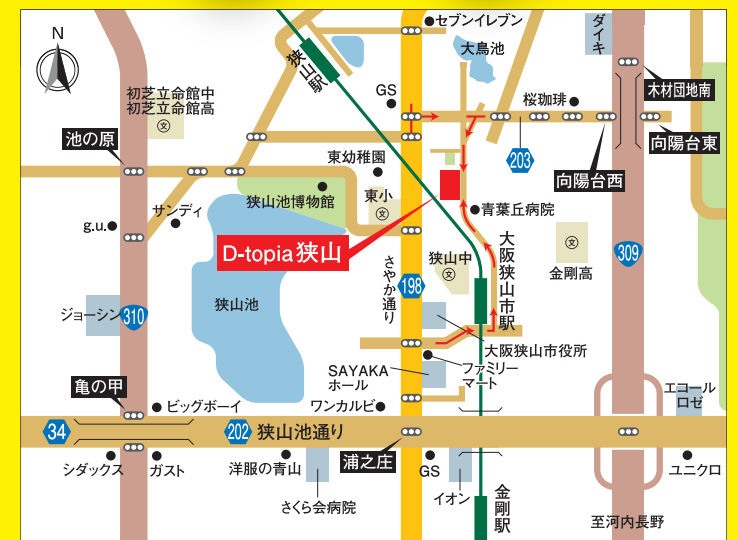 N
セブンイレブン
ダイキ
狭山駅
大鳥池
初芝立命館中
初芝立命館高
文
GS
桜珈琲
木材団地南
池の原
203
向陽台西
向陽台東
東幼稚園
狭山池博物館
東小
文
g.u.
サンディ
青葉丘病院
D-topia狭山
狭山中
文
文
金剛高
309
大阪狭山市駅
さやか通り
198
狭山池
ジョーシン
310
大阪狭山市役所
SAYAKA
ホール
ファミリー
マート
亀の甲
ビッグボーイ
ワンカルビ
エコール
ロゼ
34
202
狭山池通り
シダックス
ガスト
洋服の青山
浦之庄
GS
イオン
ユニクロ
さくら会病院
金剛駅
至河内長野